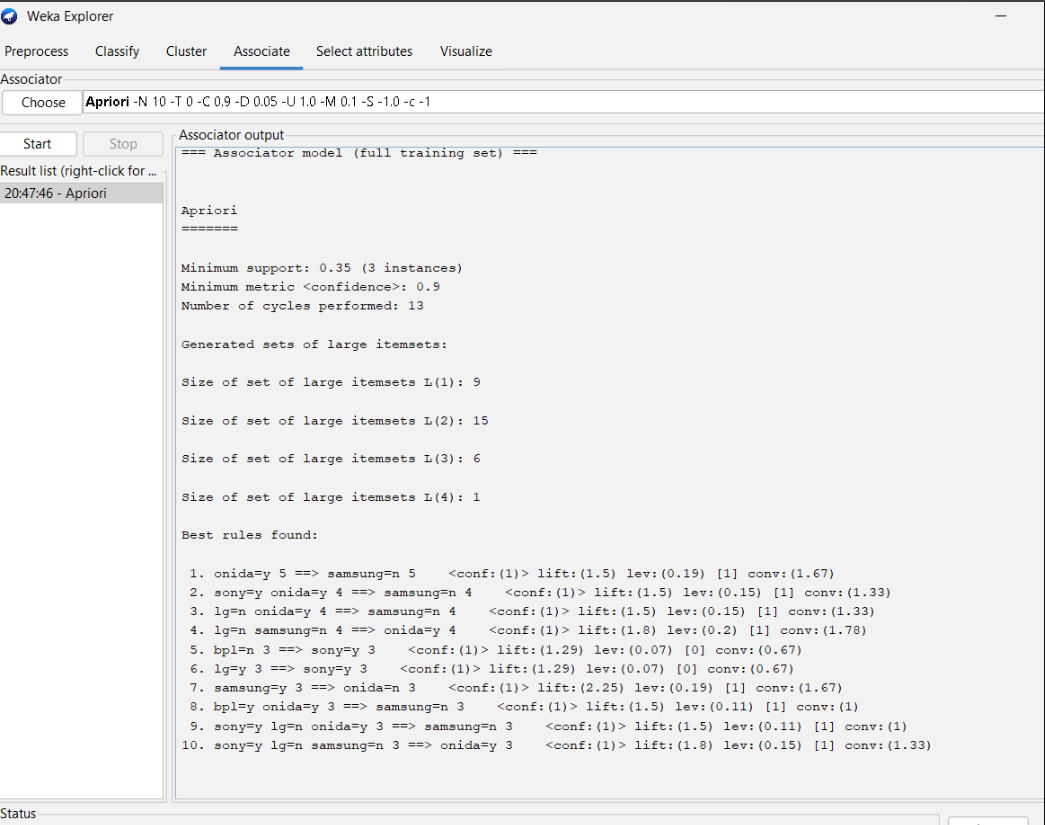 Weka Explorer
Preprocess Classify Cluster Associate Select attributes Visualize
Associator
Choose Apriori -N 10 -T 0 -C 0.9 -D 0.05 -U 1.0 -M 0.1 -S -1.0 -c -1
Start Stop
Result list (right-click for ...
20:47:46 - Apriori
Associator output
=== Associator model (full training set) ===
Apriori
=======
Minimum support: 0.35 (3 instances)
Minimum metric <confidence>: 0.9
Number of cycles performed: 13
Generated sets of large itemsets:
Size of set of large itemsets L(1): 9
Size of set of large itemsets L(2): 15
Size of set of large itemsets L(3): 6
Size of set of large itemsets L(4): 1
Best rules found:
1. onida=y 5 ==> samsung=n 5 <conf:(1)> lift:(1.5) lev:(0.19) [1] conv:(1.67)
2. sony=y onida=y 4 ==> samsung=n 4 <conf:(1)> lift:(1.5) lev:(0.15) [1] conv:(1.33)
3. lg=n onida=y 4 ==> samsung=n 4 <conf:(1)> lift:(1.5) lev:(0.15) [1] conv:(1.33)
4. lg=n samsung=n 4 ==> onida=y 4 <conf:(1)> lift:(1.8) lev:(0.2) [1] conv:(1.78)
5. bpl=n 3 ==> sony=y 3 <conf:(1)> lift:(1.29) lev:(0.07) [0] conv:(0.67)
6. lg=y 3 ==> sony=y 3 <conf:(1)> lift:(1.29) lev:(0.07) [0] conv:(0.67)
7. samsung=y 3 ==> onida=n 3 <conf:(1)> lift:(2.25) lev:(0.19) [1] conv:(1.67)
8. bpl=y onida=y 3 ==> samsung=n 3 <conf:(1)> lift:(1.5) lev:(0.11) [1] conv:(1)
9. sony=y lg=n onida=y 3 ==> samsung=n 3 <conf:(1)> lift:(1.5) lev:(0.11) [1] conv:(1)
10. sony=y lg=n samsung=n 3 ==> onida=y 3 <conf:(1)> lift:(1.8) lev:(0.15) [1] conv:(1.33)
Status